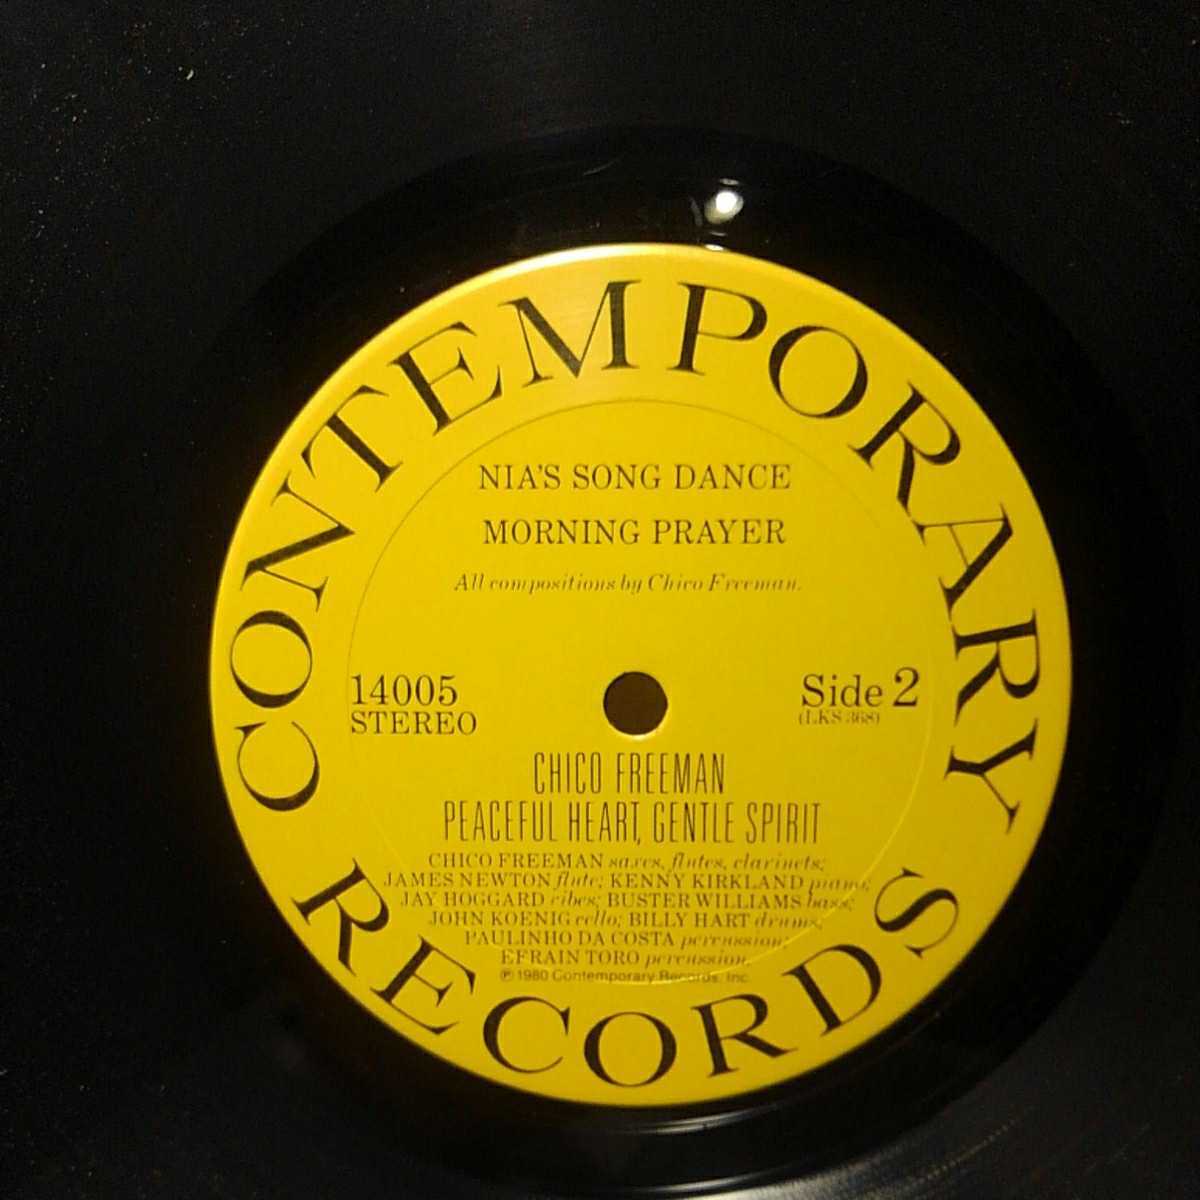 CONTEMPORARY
NIA'S SONG DANCE
MORNING PRAYER
All compositions by Chico Freeman.
14005
STEREO
Side 2
(LKS 368)
CHICO FREEMAN
PEACEFUL HEART, GENTLE SPIRIT
CHICO FREEMAN saxes, flutes, clarinets;
JAMES NEWTON flute; KENNY KIRKLAND piano;
JAY HOGGARD vibes; BUSTER WILLIAMS bass;
JOHN KOENIG cello; BILLY HART drums;
PAULINHO DA COSTA percussion;
EFRAIN TORO percussion.
℗ 1980 Contemporary Records, Inc.
RECORDS